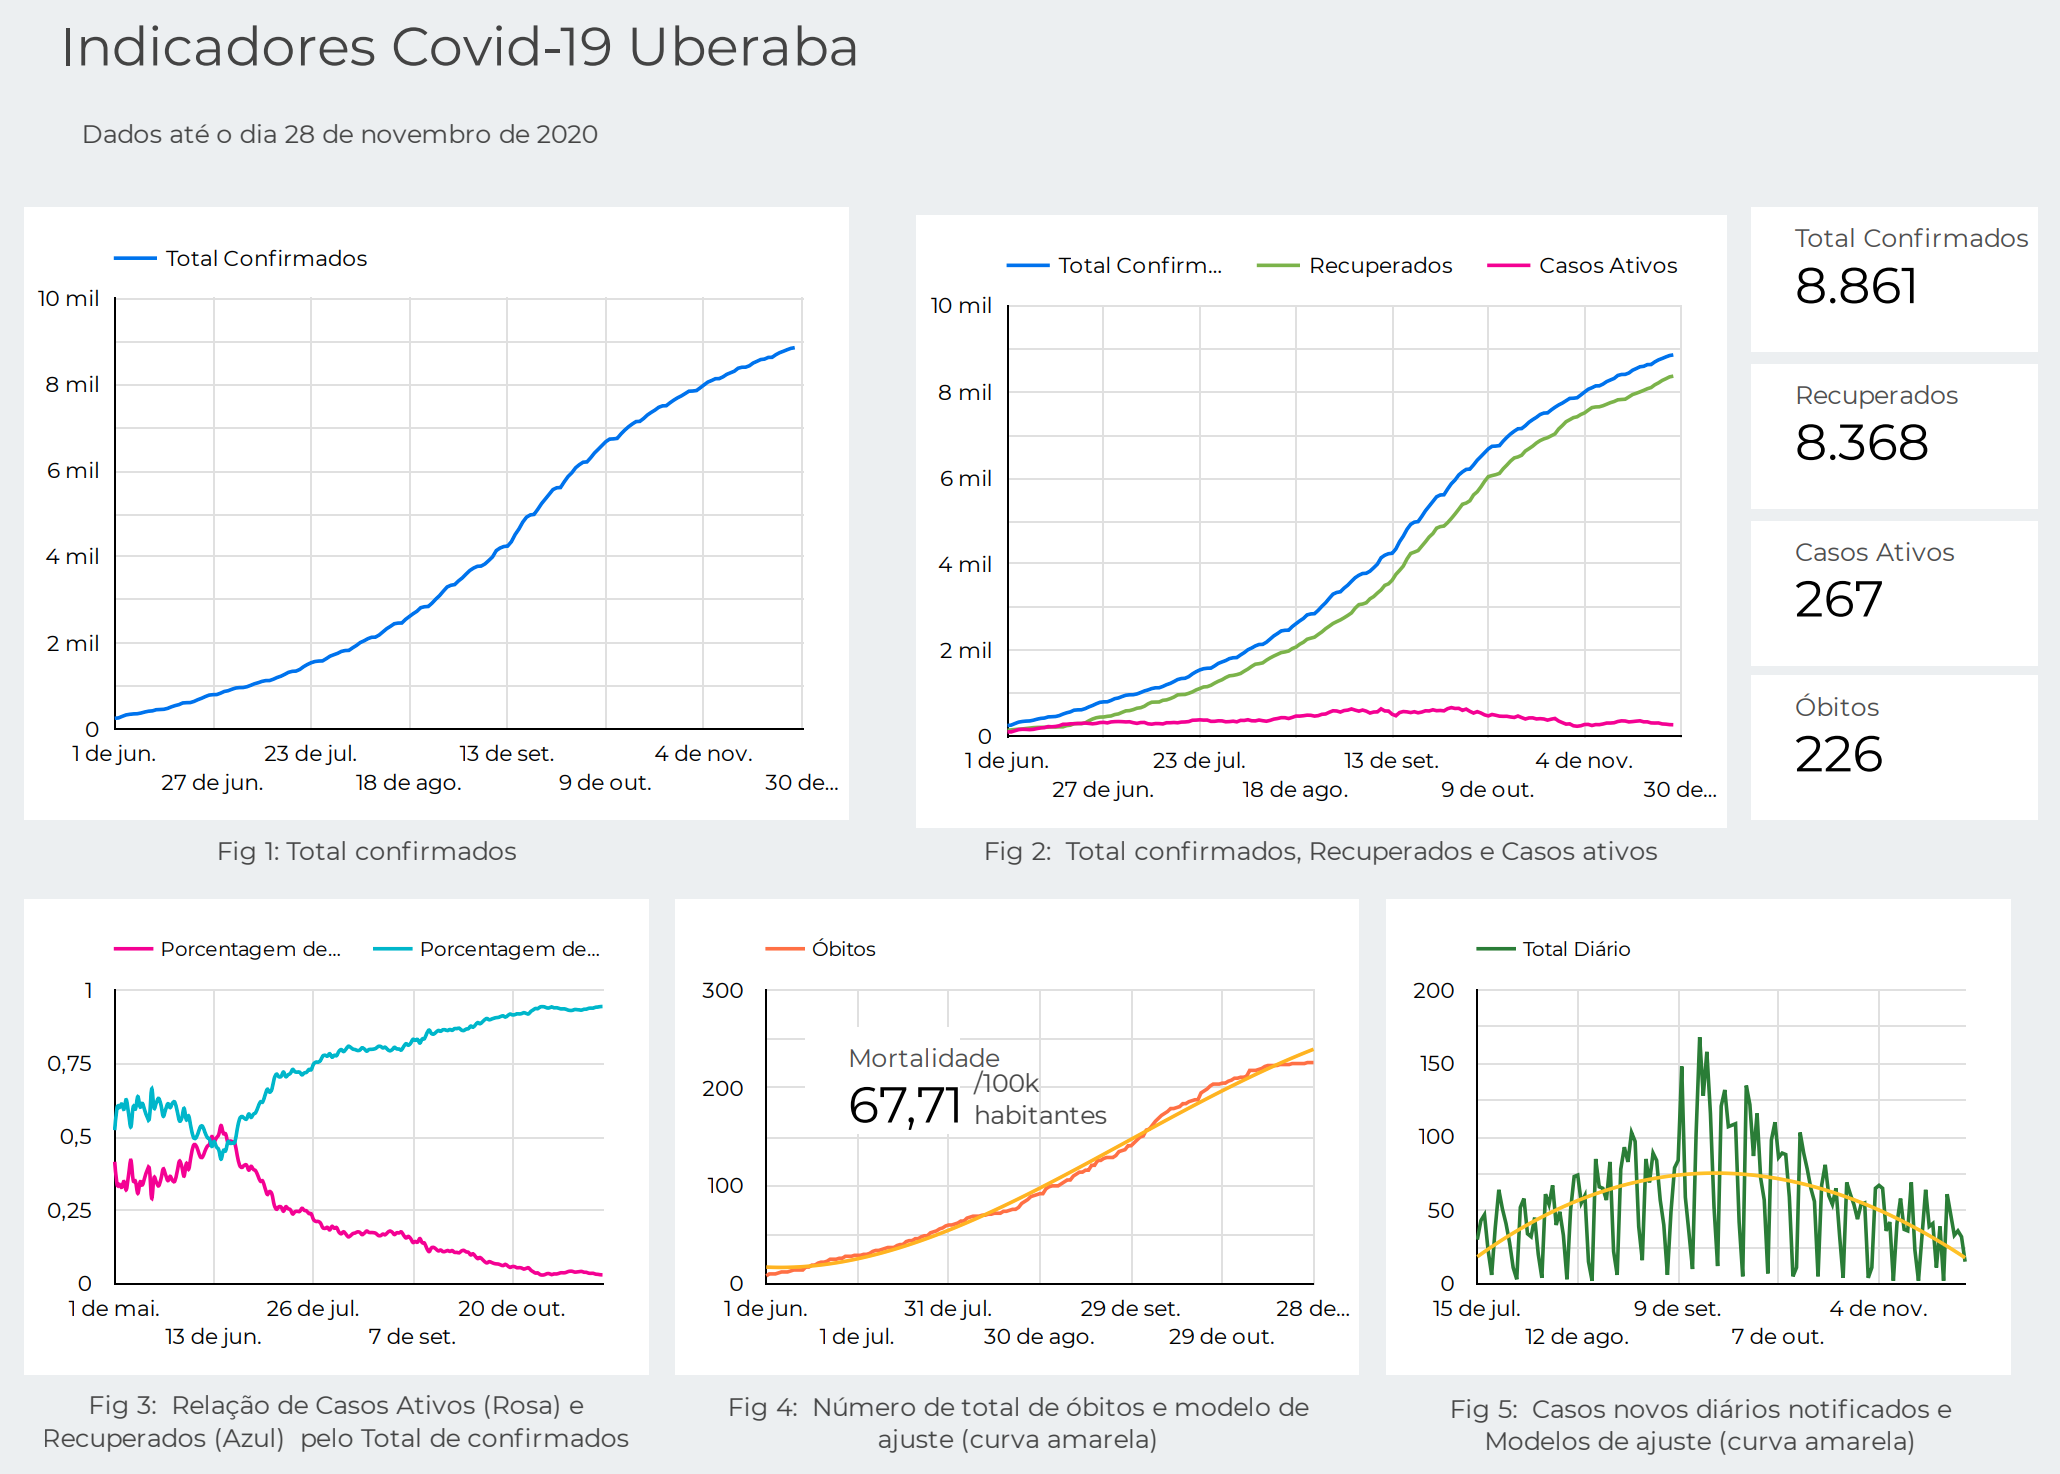 Indicadores Covid-19 Uberaba
Dados até o dia 28 de novembro de 2020
Total Confirmados
10 mil
8 mil
6 mil
4 mil
2 mil
0
1 de jun.
27 de jun.
23 de jul.
18 de ago.
13 de set.
9 de out.
4 de nov.
30 de...
Fig 1: Total confirmados
Total Confirm... Recuperados Casos Ativos
10 mil
8 mil
6 mil
4 mil
2 mil
0
1 de jun.
27 de jun.
23 de jul.
18 de ago.
13 de set.
9 de out.
4 de nov.
30 de...
Fig 2: Total confirmados, Recuperados e Casos ativos
Total Confirmados
8.861
Recuperados
8.368
Casos Ativos
267
Óbitos
226
Porcentagem de... Porcentagem de...
1
0,75
0,5
0,25
0
1 de mai.
13 de jun.
26 de jul.
7 de set.
20 de out.
Fig 3: Relação de Casos Ativos (Rosa) e
Recuperados (Azul) pelo Total de confirmados
Óbitos
300
200
100
0
Mortalidade
67,71 /100k
habitantes
1 de jun.
1 de jul.
31 de jul.
30 de ago.
29 de set.
29 de out.
28 de...
Fig 4: Número de total de óbitos e modelo de
ajuste (curva amarela)
Total Diário
200
150
100
50
0
15 de jul.
12 de ago.
9 de set.
7 de out.
4 de nov.
Fig 5: Casos novos diários notificados e
Modelos de ajuste (curva amarela)